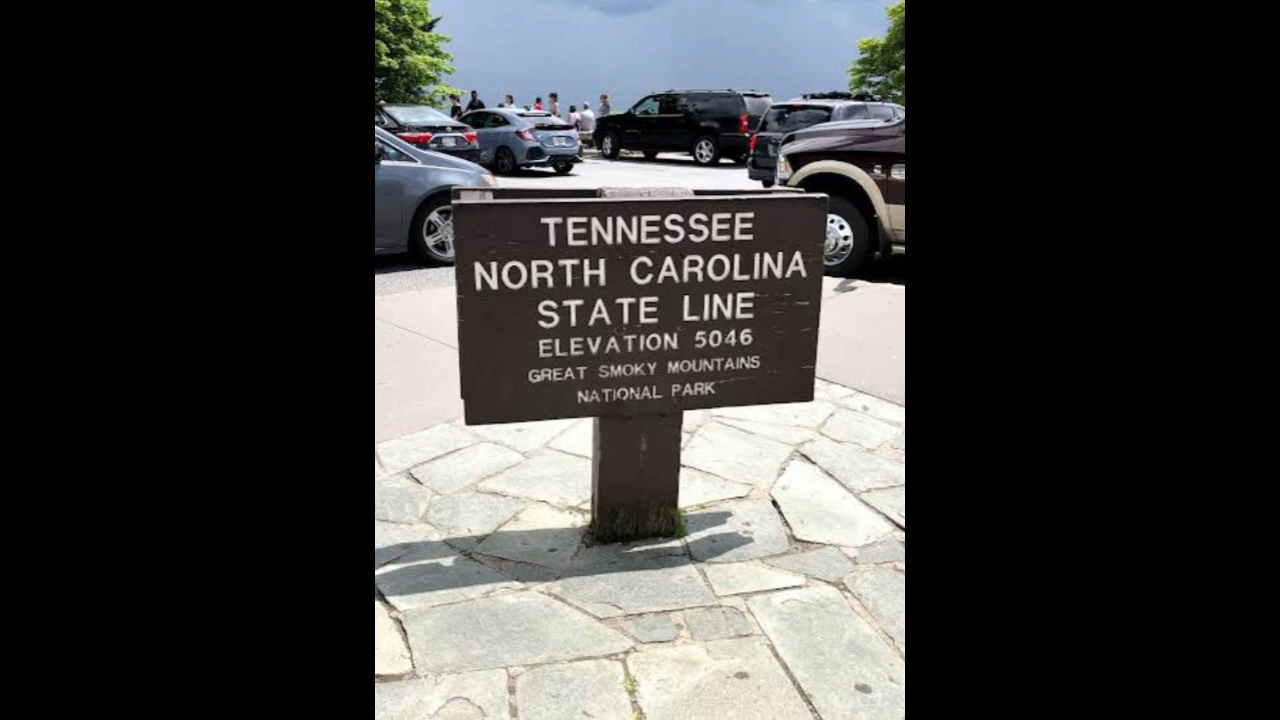 TENNESSEE
NORTH CAROLINA
STATE LINE
ELEVATION 5046
GREAT SMOKY MOUNTAINS
NATIONAL PARK